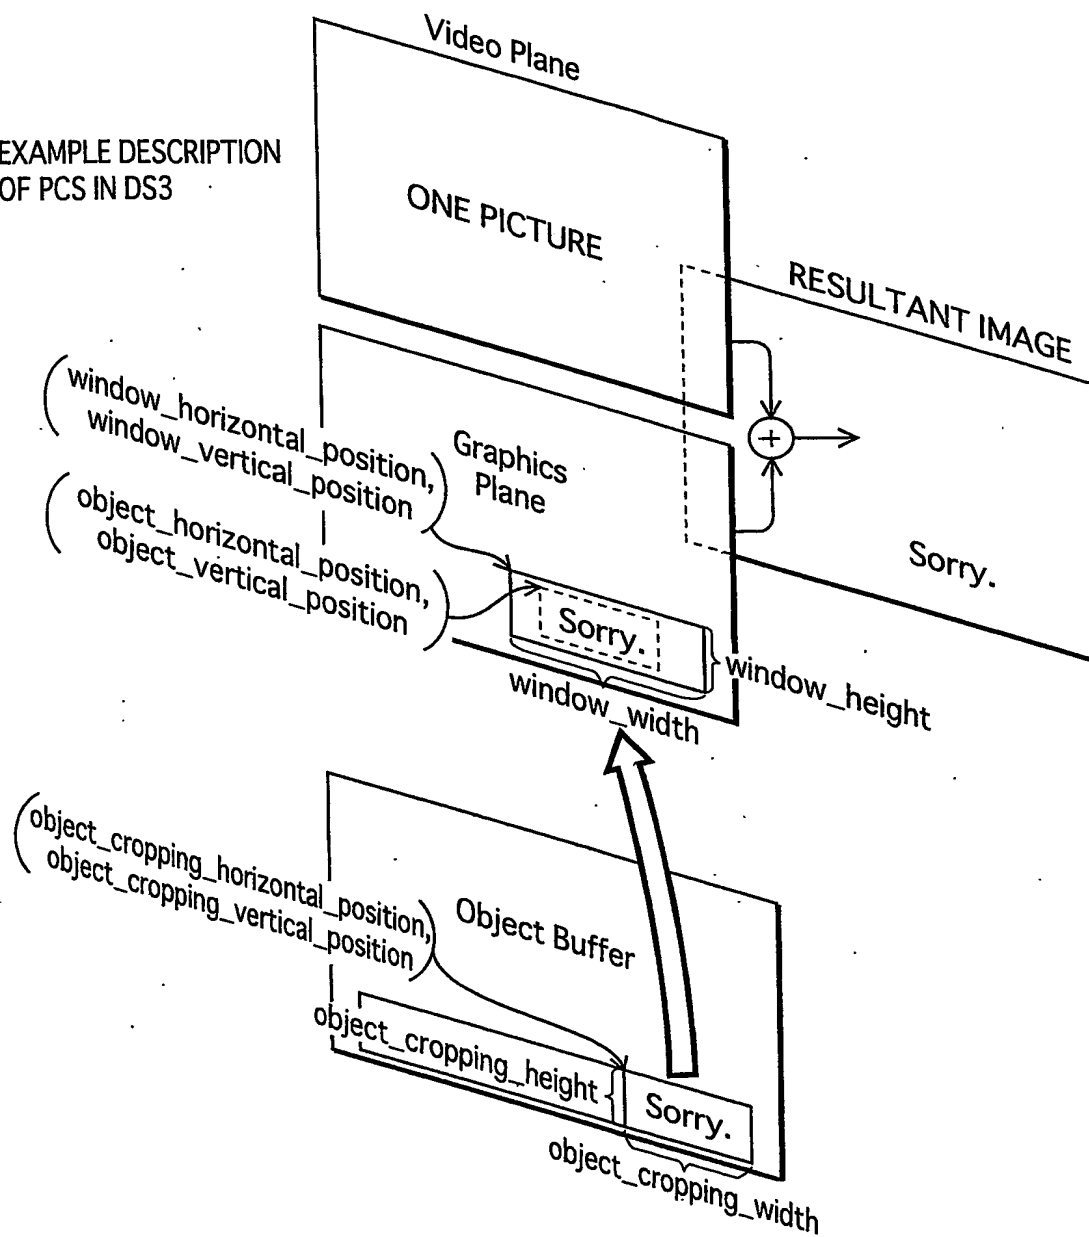 Video Plane
EXAMPLE DESCRIPTION
OF PCS IN DS3
ONE PICTURE
RESULTANT IMAGE
(window_horizontal_position,
window_vertical_position)
Graphics
Plane
(object_horizontal_position,
object_vertical_position)
Sorry.
Sorry.
window_height
window_width
(object_cropping_horizontal_position,
object_cropping_vertical_position)
Object Buffer
object_cropping_height
Sorry.
object_cropping_width